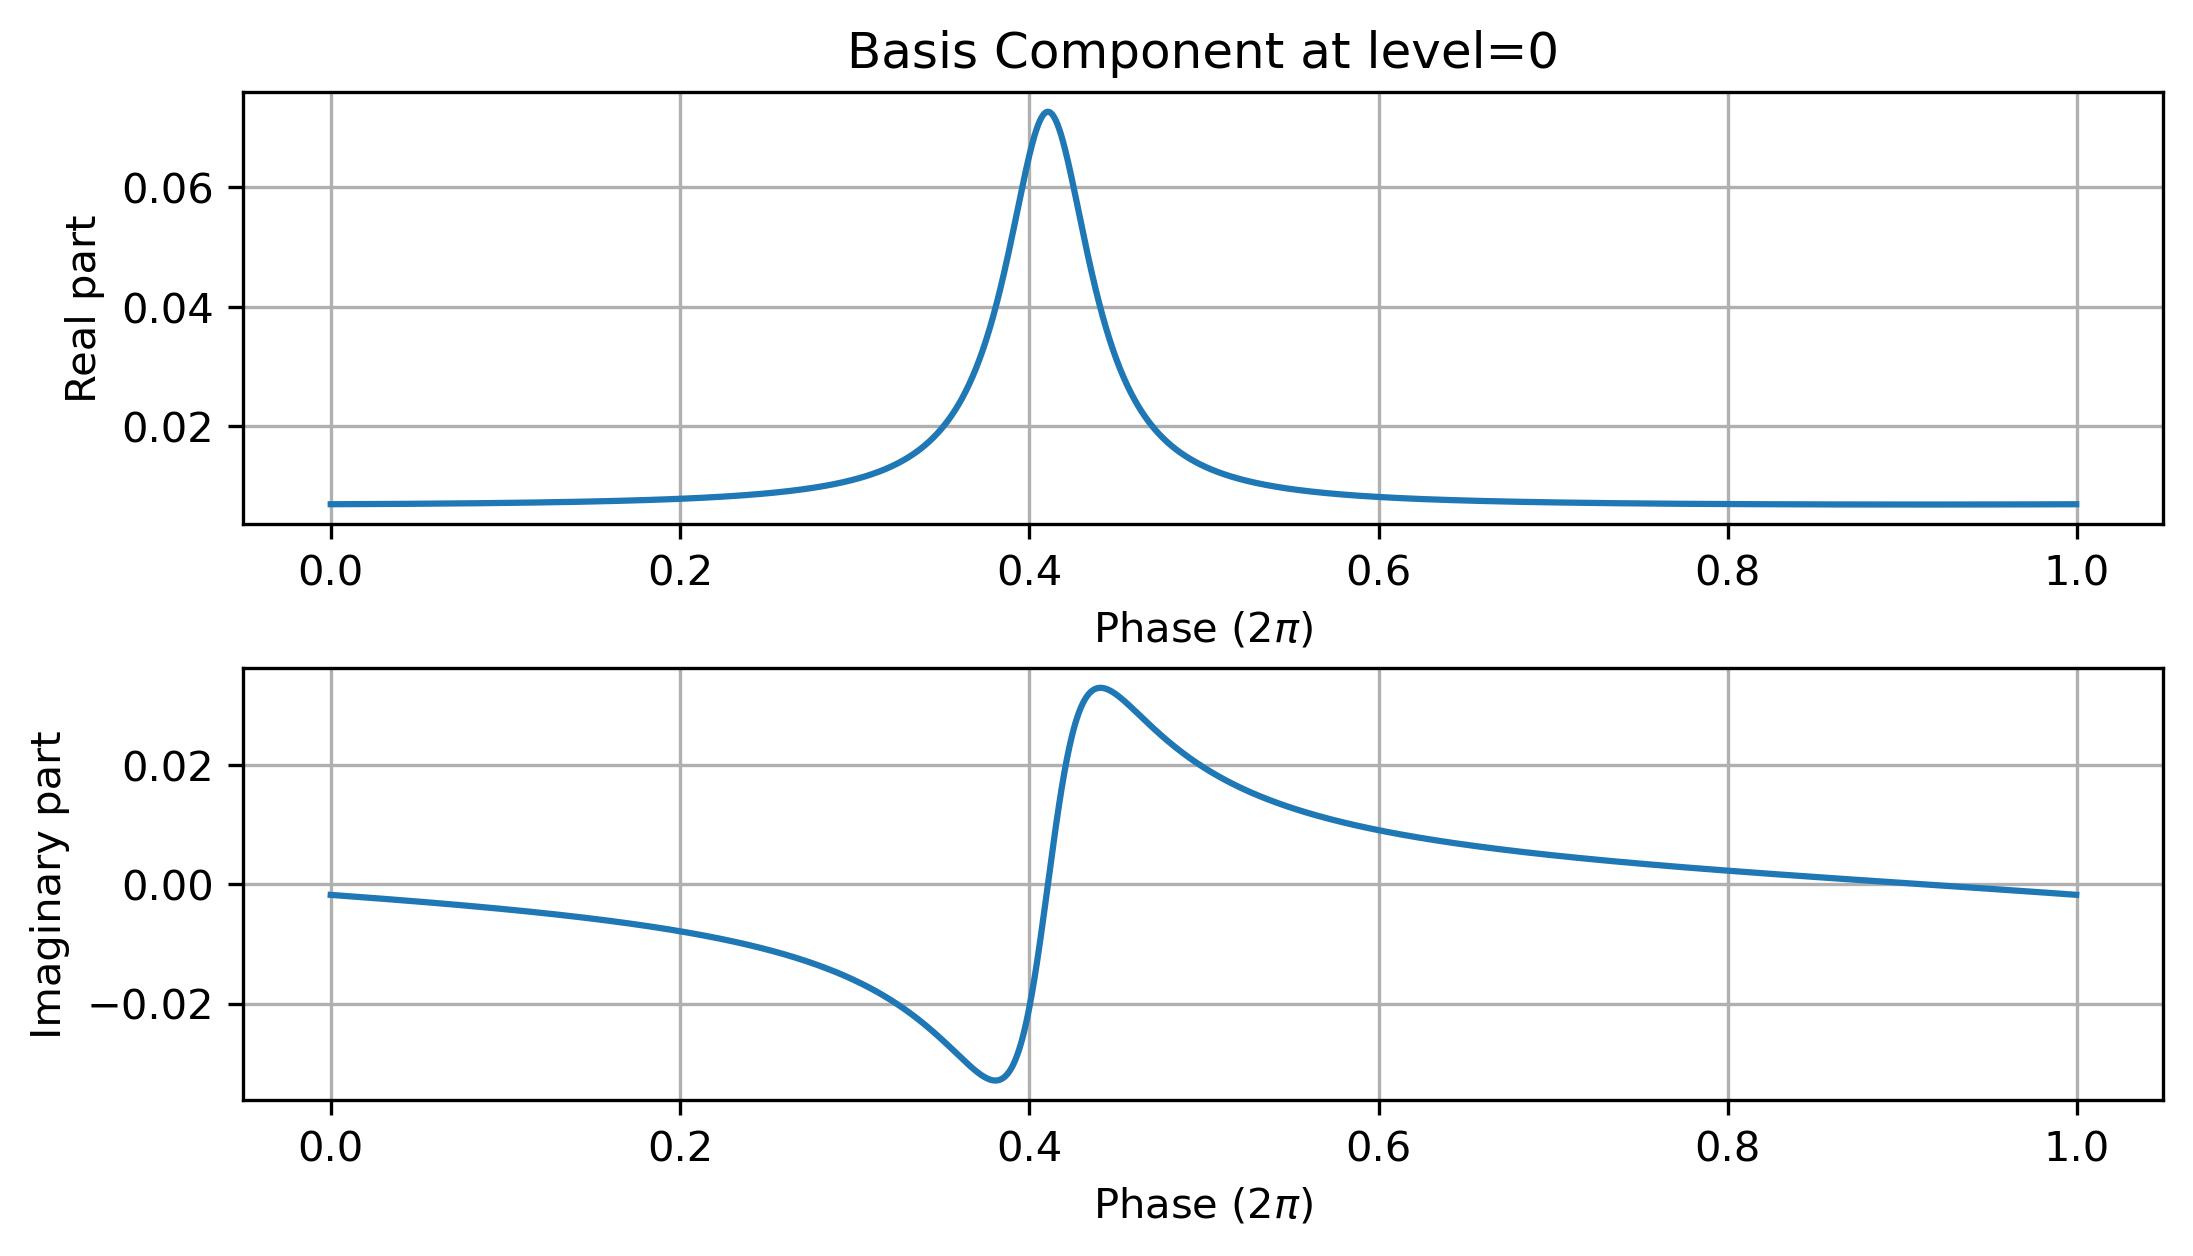 Basis Component at level=0
Real part
0.06
0.04
0.02
0.0 0.2 0.4 0.6 0.8 1.0
Phase (2π)
Imaginary part
0.02
0.00
−0.02
0.0 0.2 0.4 0.6 0.8 1.0
Phase (2π)